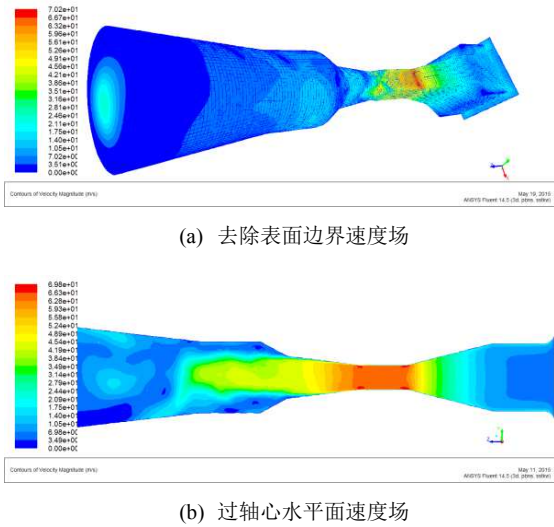 7.02e+01
6.67e+01
6.32e+01
5.96e+01
5.61e+01
5.26e+01
4.91e+01
4.56e+01
4.21e+01
3.86e+01
3.51e+01
3.16e+01
2.81e+01
2.46e+01
2.11e+01
1.75e+01
1.40e+01
1.05e+01
7.02e+00
3.51e+00
0.00e+00
Contours of Velocity Magnitude (m/s)
May 19, 2015
ANSYS Fluent 14.5 (3d, pbns, sstkw)
(a) 去除表面边界速度场
6.98e+01
6.63e+01
6.28e+01
5.93e+01
5.58e+01
5.24e+01
4.89e+01
4.54e+01
4.19e+01
3.84e+01
3.49e+01
3.14e+01
2.79e+01
2.44e+01
2.09e+01
1.75e+01
1.40e+01
1.05e+01
6.98e+00
3.49e+00
0.00e+00
Contours of Velocity Magnitude (m/s)
May 11, 2015
ANSYS Fluent 14.5 (3d, pbns, sstkw)
(b) 过轴心水平面速度场